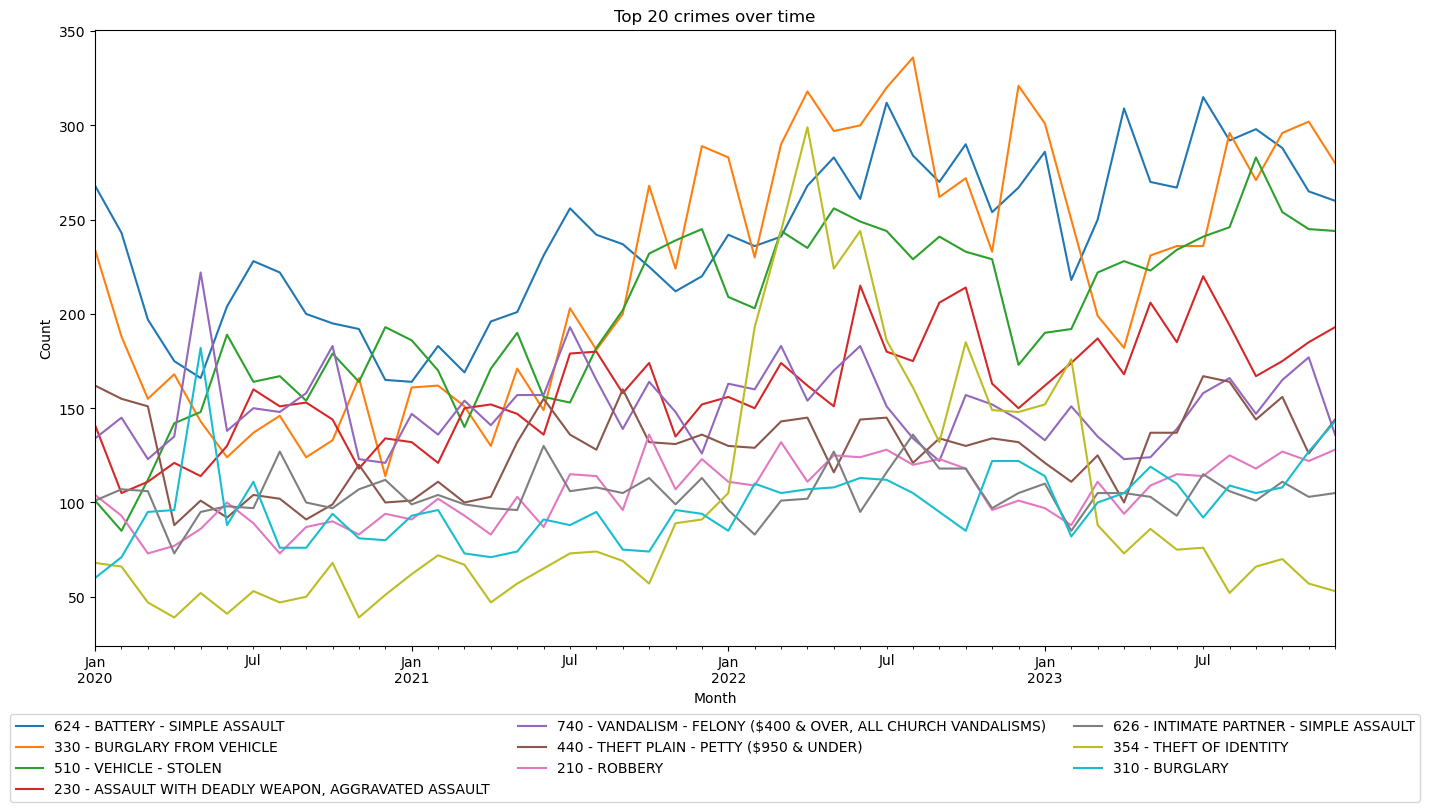 Top 20 crimes over time
Count
350
300
250
200
150
100
50
Jan Jul Jan Jul Jan Jul Jan Jul
2020 2021 2022 2023
Month
624 - BATTERY - SIMPLE ASSAULT
330 - BURGLARY FROM VEHICLE
510 - VEHICLE - STOLEN
230 - ASSAULT WITH DEADLY WEAPON, AGGRAVATED ASSAULT
740 - VANDALISM - FELONY ($400 & OVER, ALL CHURCH VANDALISMS)
440 - THEFT PLAIN - PETTY ($950 & UNDER)
210 - ROBBERY
626 - INTIMATE PARTNER - SIMPLE ASSAULT
354 - THEFT OF IDENTITY
310 - BURGLARY